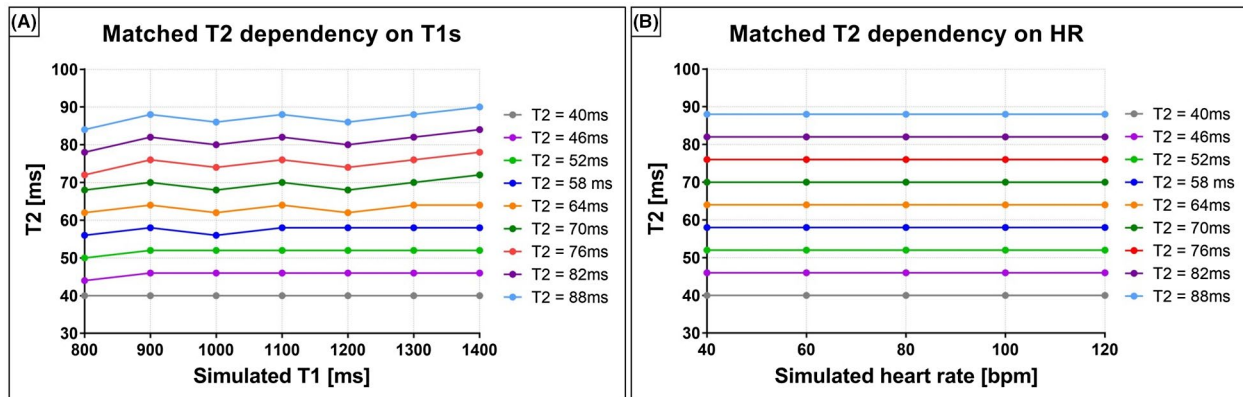 (A)
Matched T2 dependency on T1s
T2 [ms]
100
90
80
70
60
50
40
30
800 900 1000 1100 1200 1300 1400
Simulated T1 [ms]
T2 = 40ms
T2 = 46ms
T2 = 52ms
T2 = 58 ms
T2 = 64ms
T2 = 70ms
T2 = 76ms
T2 = 82ms
T2 = 88ms
(B)
Matched T2 dependency on HR
T2 [ms]
100
90
80
70
60
50
40
30
40 60 80 100 120
Simulated heart rate [bpm]
T2 = 40ms
T2 = 46ms
T2 = 52ms
T2 = 58 ms
T2 = 64ms
T2 = 70ms
T2 = 76ms
T2 = 82ms
T2 = 88ms